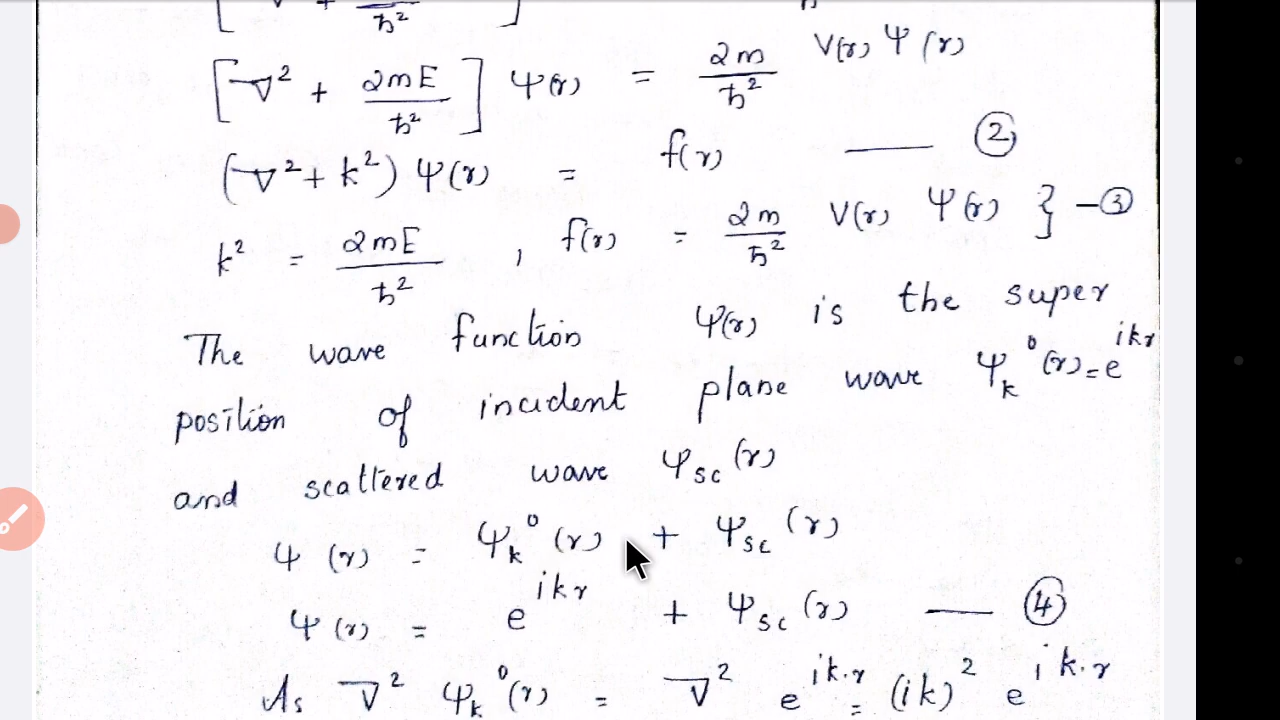 [∇² + ħ² ]
[∇² + 2mE/ħ²] Ψ(r) = 2m/ħ² V(r) Ψ(r)
(∇² + k²) Ψ(r) = f(r) —— ②
k² = 2mE/ħ² , f(r) = 2m/ħ² V(r) Ψ(r) } - ③
The wave function Ψ(r) is the super
position of incident plane wave Ψₖ⁰(r) = e^{ikr}
and scattered wave Ψsc(r)
Ψ(r) = Ψₖ⁰(r) + Ψsc(r)
Ψ(r) = e^{ikr} + Ψsc(r) —— ④
As ∇² Ψₖ⁰(r) = ∇² e^{ik·r} = (ik)² e^{ik·r}